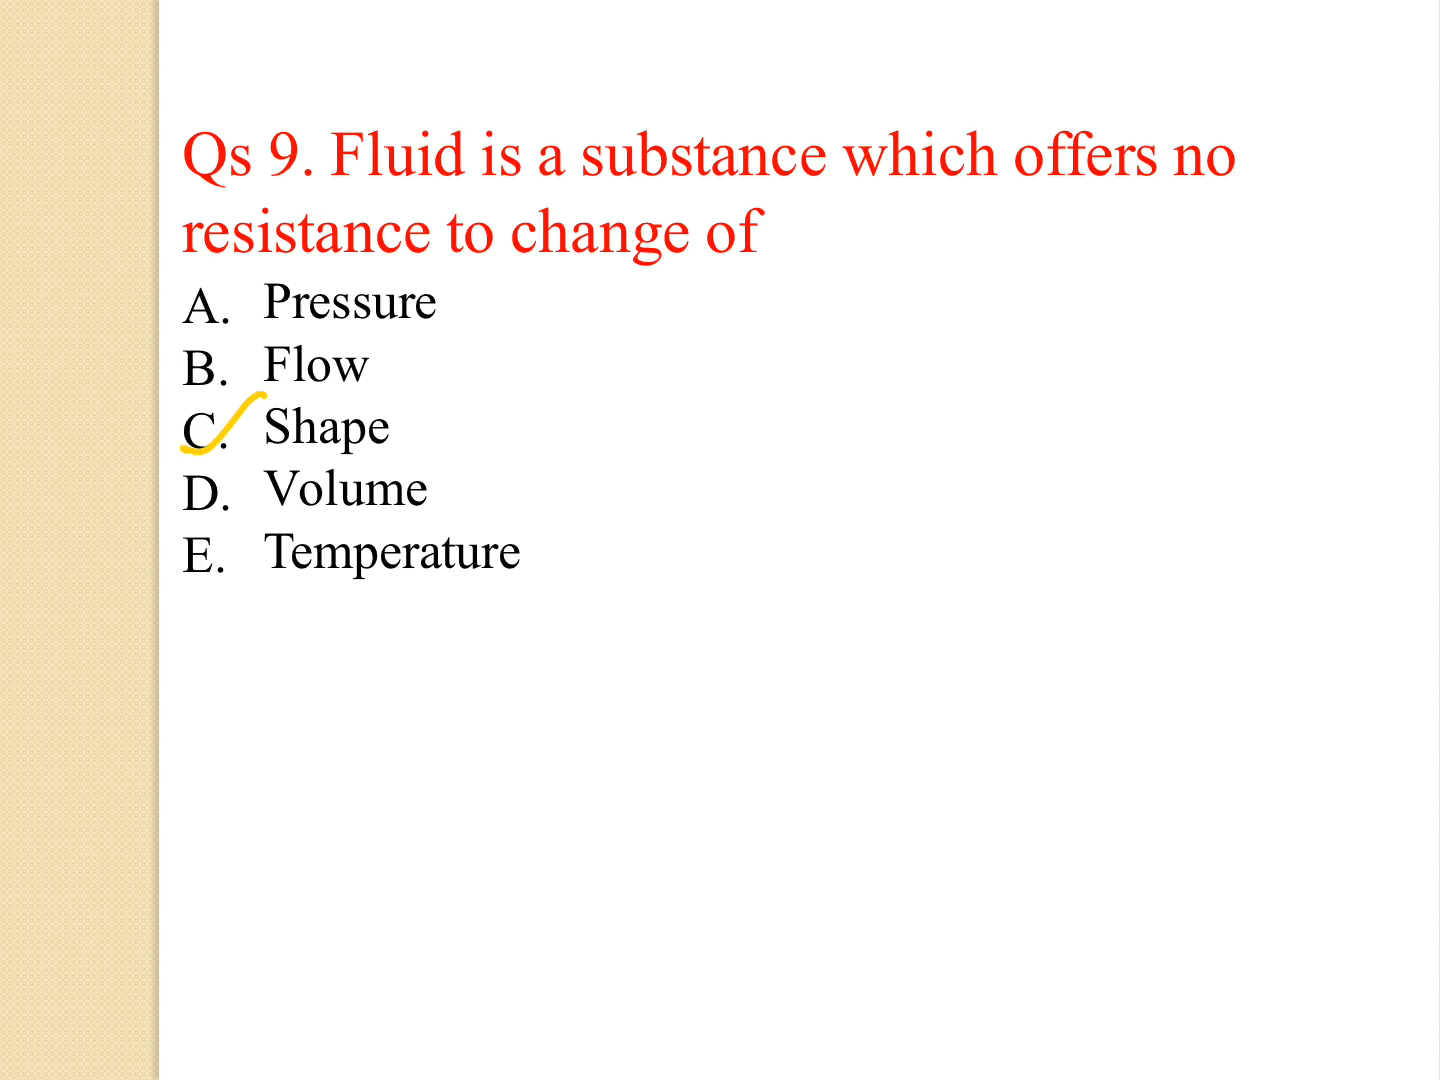 Qs 9. Fluid is a substance which offers no
resistance to change of
A. Pressure
B. Flow
C. Shape
D. Volume
E. Temperature